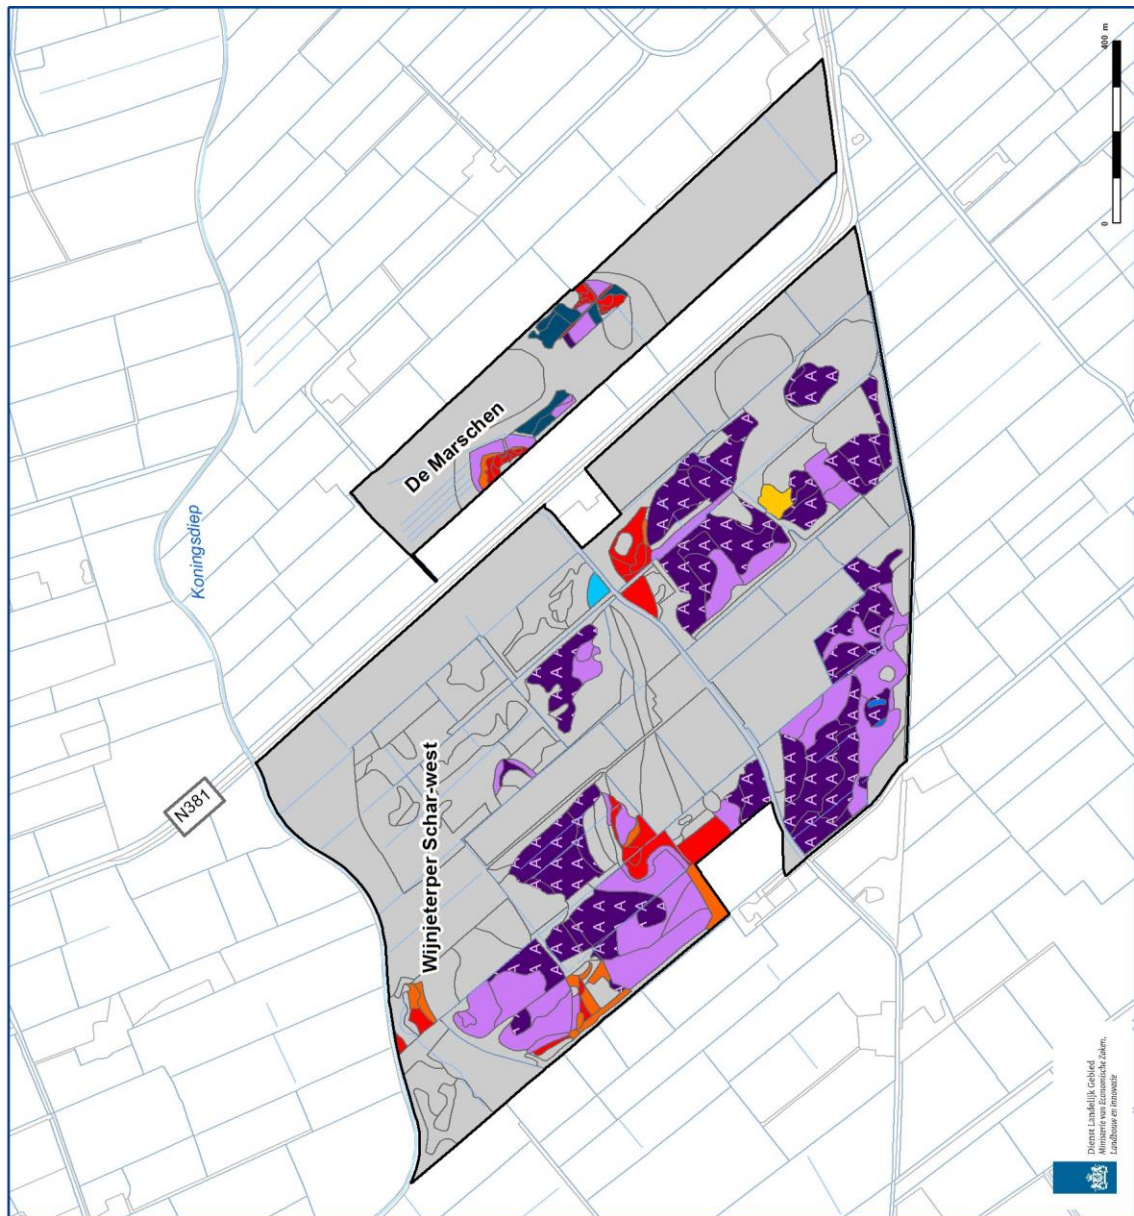 Koningsdiep
N381
De Marschen
Wijnjeterper Schar-west
0
400 m
Dienst Landelijk Gebied
Ministerie van Economische Zaken,
Landbouw en Innovatie
A A A A A A A A A A A A A A A A A A A A